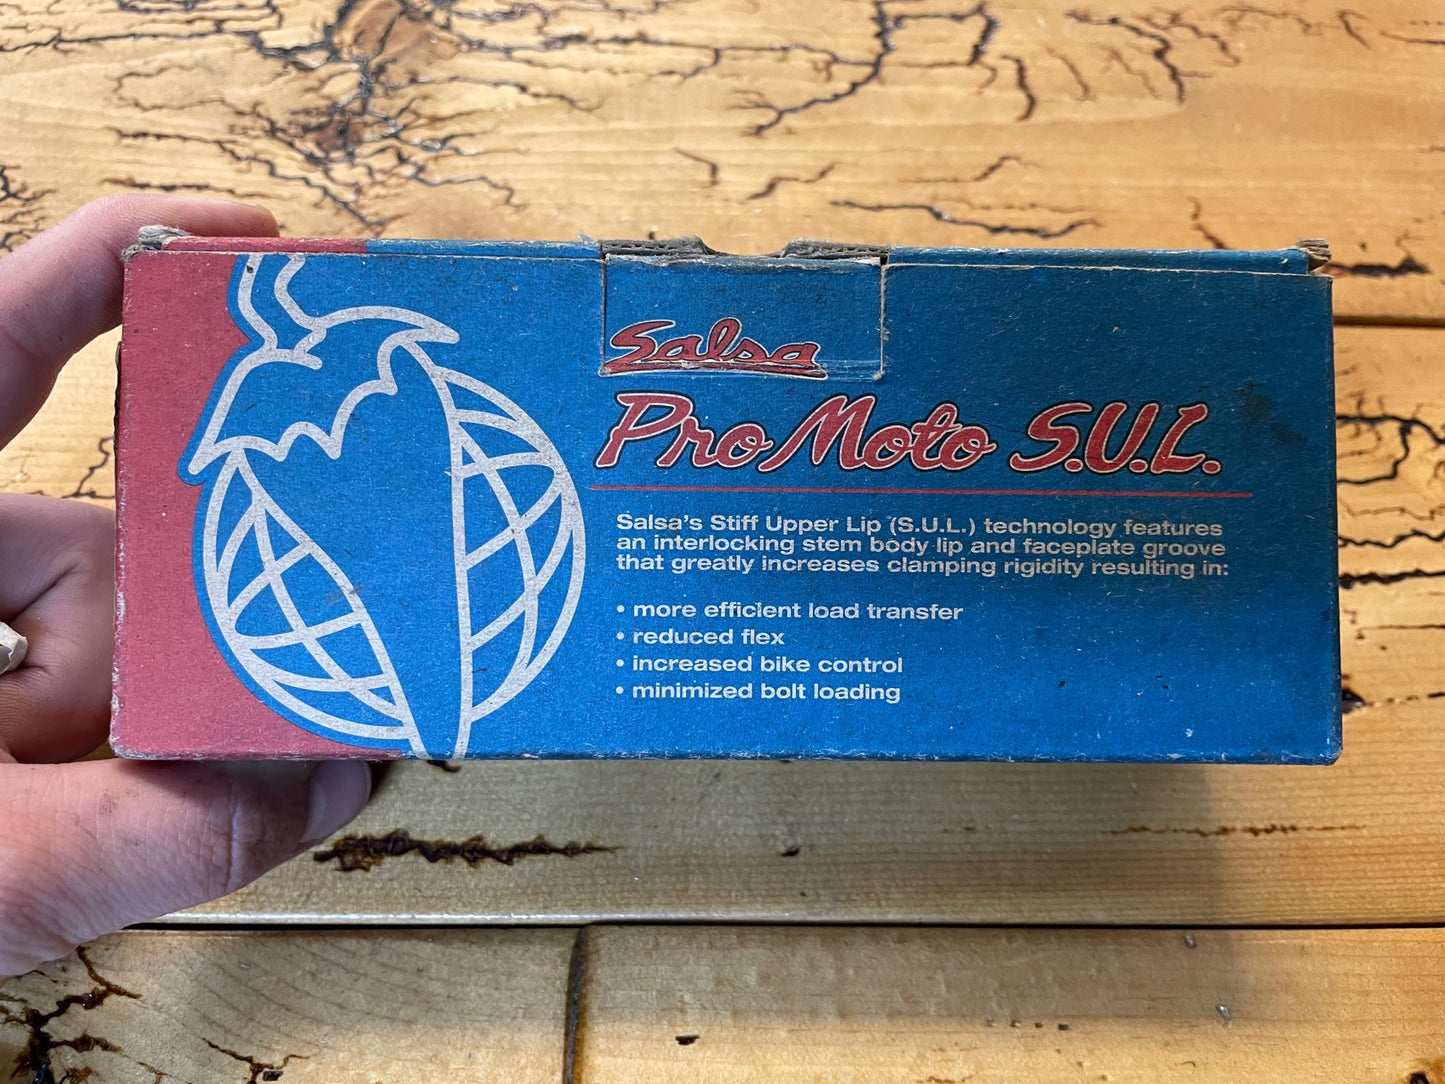 Salsa
Pro Moto S.U.L.
Salsa's Stiff Upper Lip (S.U.L.) technology features
an interlocking stem body lip and faceplate groove
that greatly increases clamping rigidity resulting in:
• more efficient load transfer
• reduced flex
• increased bike control
• minimized bolt loading